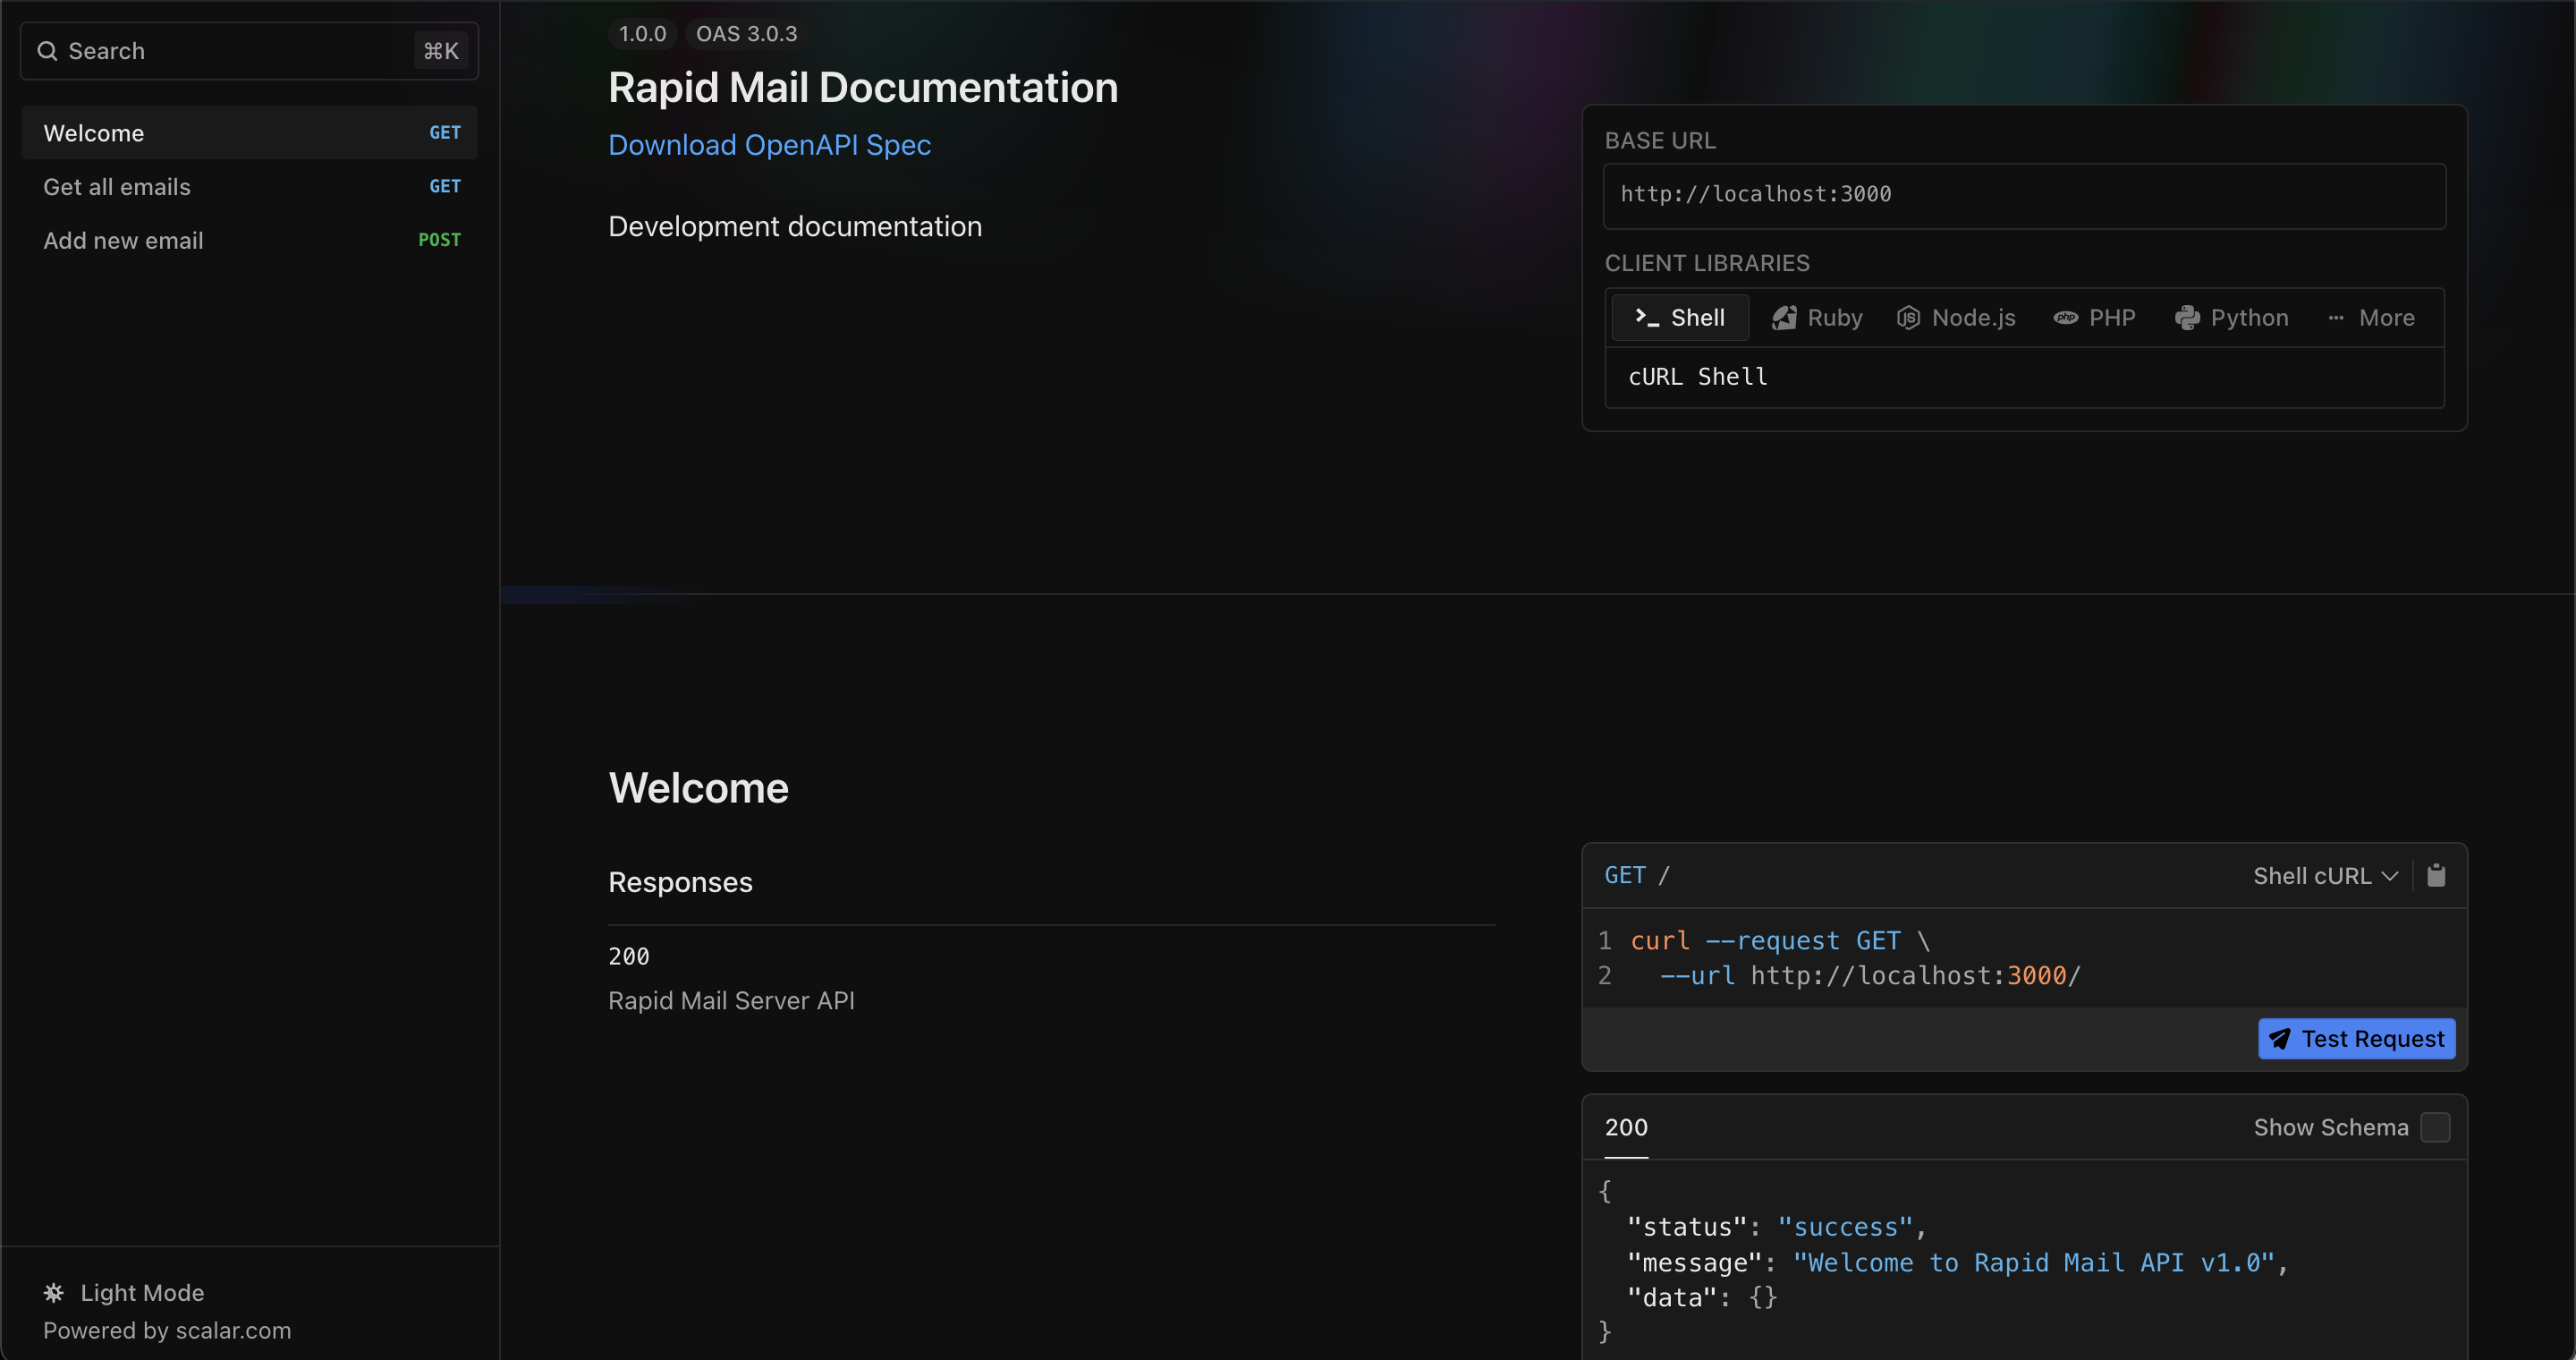 Search ⌘K
Welcome GET
Get all emails GET
Add new email POST
Light Mode
Powered by scalar.com
1.0.0 OAS 3.0.3
Rapid Mail Documentation
Download OpenAPI Spec
Development documentation
BASE URL
http://localhost:3000
CLIENT LIBRARIES
Shell Ruby Node.js PHP Python More
cURL Shell
Welcome
Responses
200
Rapid Mail Server API
GET / Shell cURL
1 curl --request GET \
2 --url http://localhost:3000/
Test Request
200 Show Schema
{
"status": "success",
"message": "Welcome to Rapid Mail API v1.0",
"data": {}
}